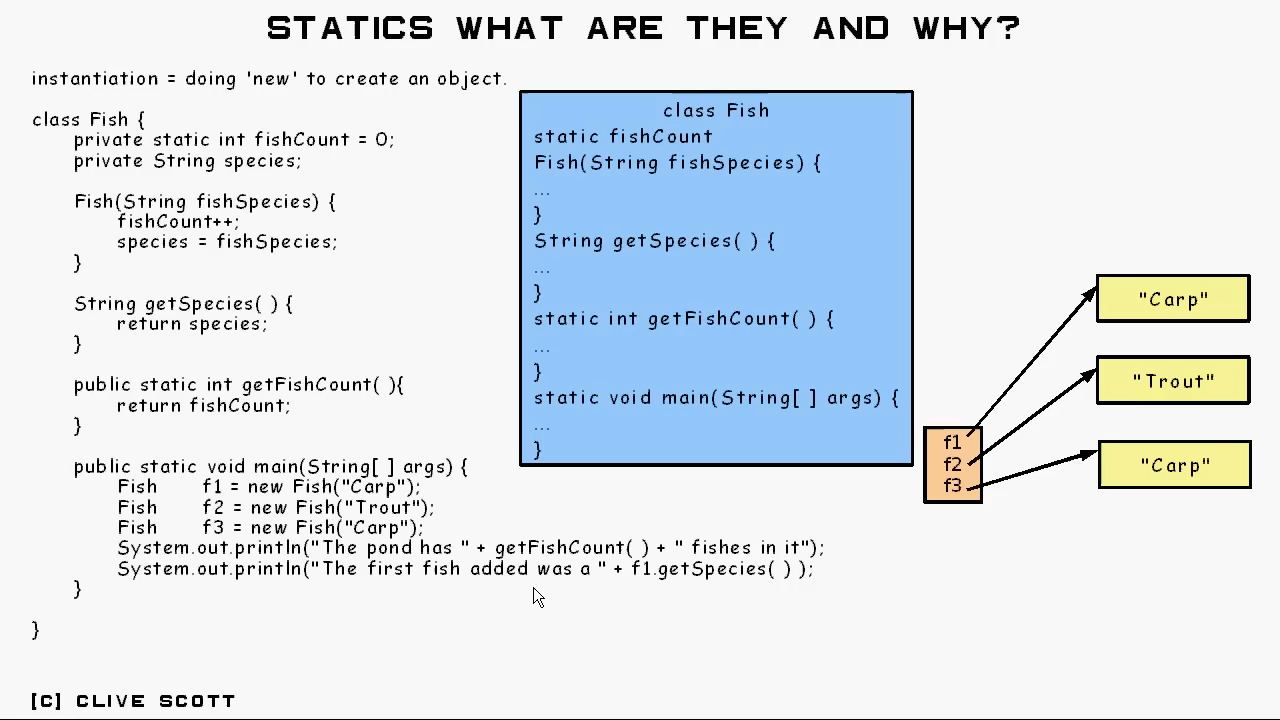 STATICS WHAT ARE THEY AND WHY?
instantiation = doing 'new' to create an object.
class Fish {
private static int fishCount = 0;
private String species;
Fish(String fishSpecies) {
fishCount++;
species = fishSpecies;
}
String getSpecies( ) {
return species;
}
public static int getFishCount( ){
return fishCount;
}
public static void main(String[ ] args) {
Fish f1 = new Fish("Carp");
Fish f2 = new Fish("Trout");
Fish f3 = new Fish("Carp");
System.out.println("The pond has " + getFishCount( ) + " fishes in it");
System.out.println("The first fish added was a " + f1.getSpecies( ) );
}
}
class Fish
static fishCount
Fish(String fishSpecies) {
...
}
String getSpecies( ) {
...
}
static int getFishCount( ) {
...
}
static void main(String[ ] args) {
...
}
f1
f2
f3
"Carp"
"Trout"
"Carp"
[C] CLIVE SCOTT